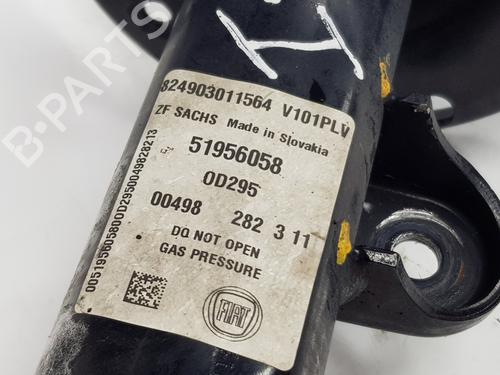 824903011564 V101PLV
ZF SACHS Made in Slovakia
51956058
0D295
00498 282 3 11
DO NOT OPEN
GAS PRESSURE
FIAT
00519560580OD2950049828213
B-PARTS